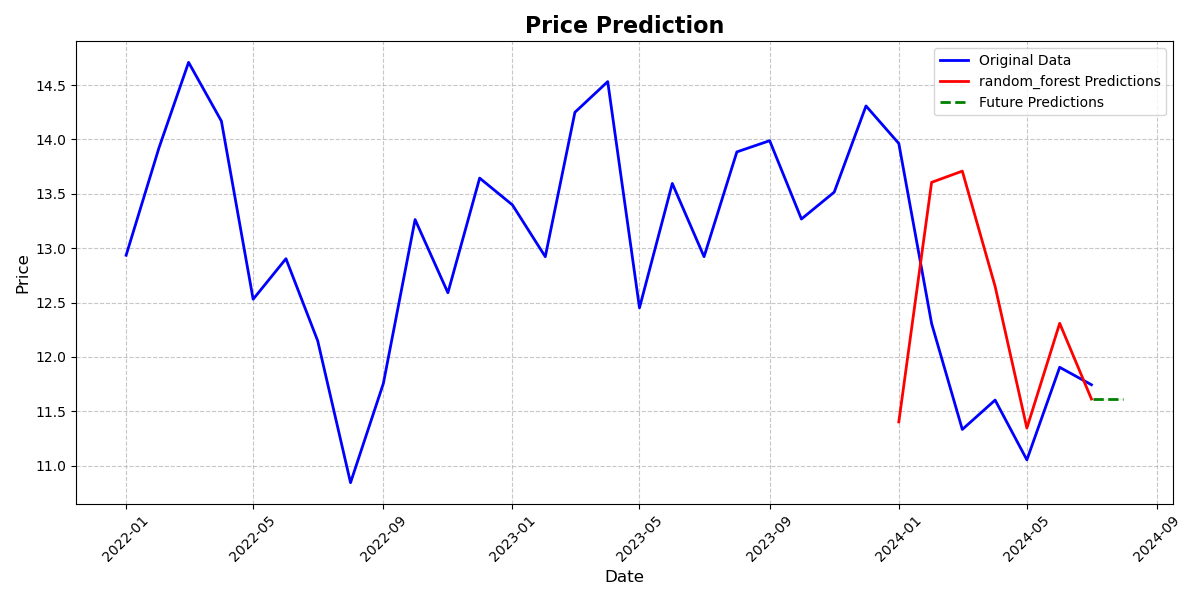 Price Prediction
Original Data
random_forest Predictions
Future Predictions
14.5
14.0
13.5
13.0
12.5
12.0
11.5
11.0
Price
2022-01
2022-05
2022-09
2023-01
2023-05
2023-09
2024-01
2024-05
2024-09
Date